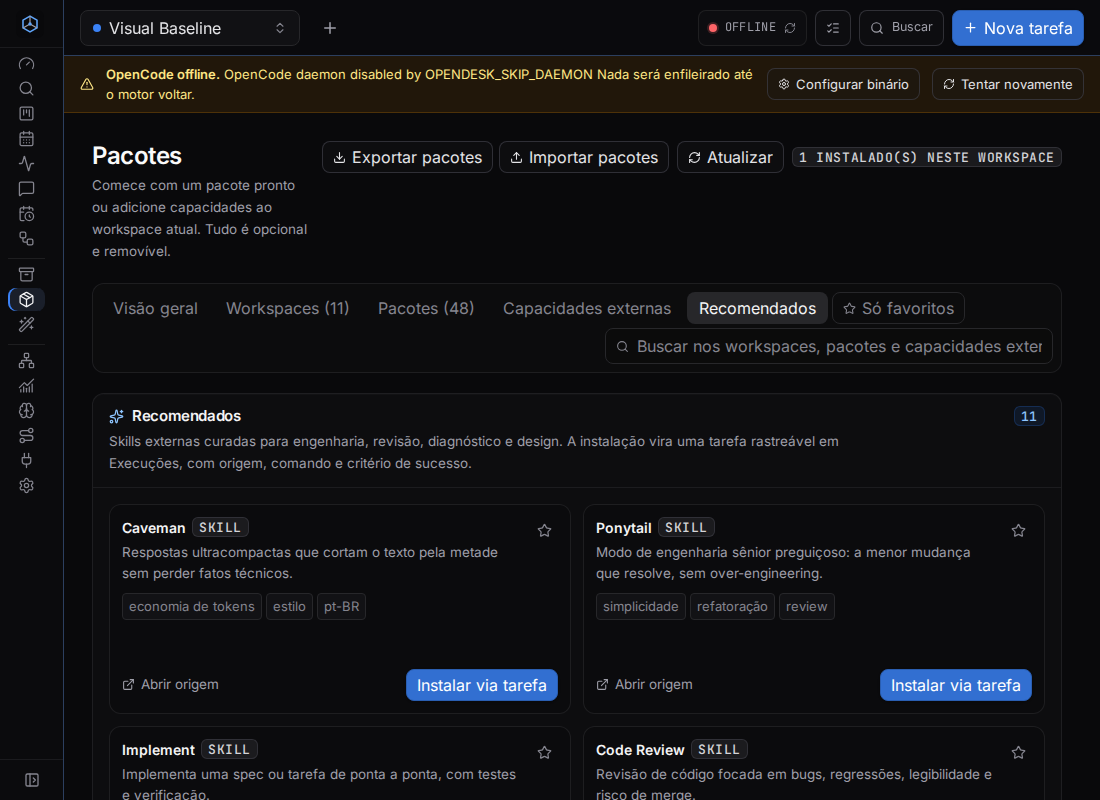 Visual Baseline
OFFLINE
Buscar
Nova tarefa
OpenCode offline. OpenCode daemon disabled by OPENDESK_SKIP_DAEMON Nada será enfileirado até
o motor voltar.
Configurar binário
Tentar novamente
Pacotes
Comece com um pacote pronto
ou adicione capacidades ao
workspace atual. Tudo é opcional
e removível.
Exportar pacotes
Importar pacotes
Atualizar
1 INSTALADO(S) NESTE WORKSPACE
Visão geral
Workspaces (11)
Pacotes (48)
Capacidades externas
Recomendados
Só favoritos
Buscar nos workspaces, pacotes e capacidades exter
Recomendados
11
Skills externas curadas para engenharia, revisão, diagnóstico e design. A instalação vira uma tarefa rastreável em
Execuções, com origem, comando e critério de sucesso.
Caveman SKILL
Respostas ultracompactas que cortam o texto pela metade
sem perder fatos técnicos.
economia de tokens
estilo
pt-BR
Abrir origem
Instalar via tarefa
Ponytail SKILL
Modo de engenharia sênior preguiçoso: a menor mudança
que resolve, sem over-engineering.
simplicidade
refatoração
review
Abrir origem
Instalar via tarefa
Implement SKILL
Implementa uma spec ou tarefa de ponta a ponta, com testes
e verificação.
Code Review SKILL
Revisão de código focada em bugs, regressões, legibilidade e
risco de merge.